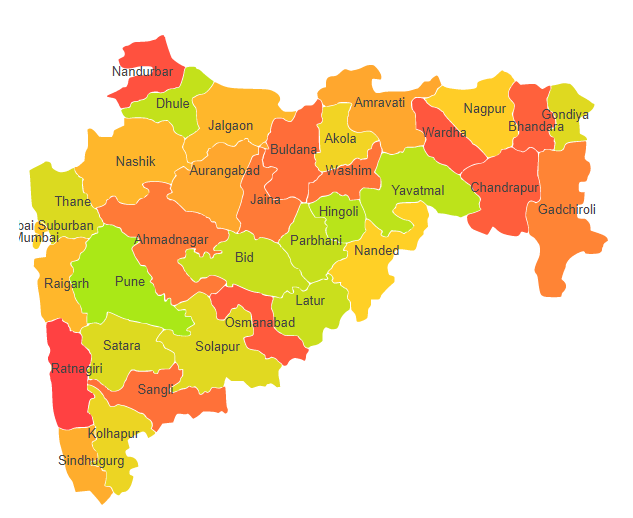 Nandurbar
Dhule
Jalgaon
Buldana
Akola
Amravati
Nagpur
Wardha
Bhandara
Gondiya
Nashik
Aurangabad
Washim
Jaina
Yavatmal
Chandrapur
Gadchiroli
Thane
bai Suburban
Mumbai
Ahmadnagar
Hingoli
Parbhani
Nanded
Bid
Raigarh
Pune
Latur
Osmanabad
Satara
Solapur
Ratnagiri
Sangli
Kolhapur
Sindhugurg